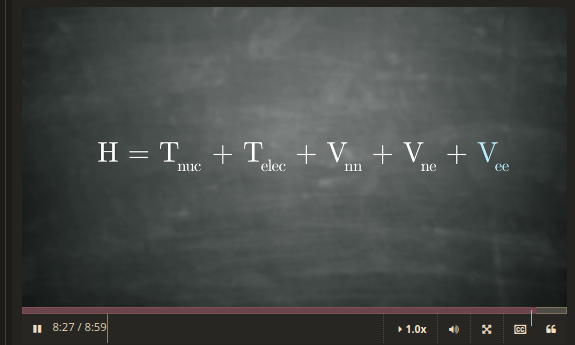 H = T_nuc + T_elec + V_nn + V_ne + V_ee
8:27 / 8:59
1.0x
CC